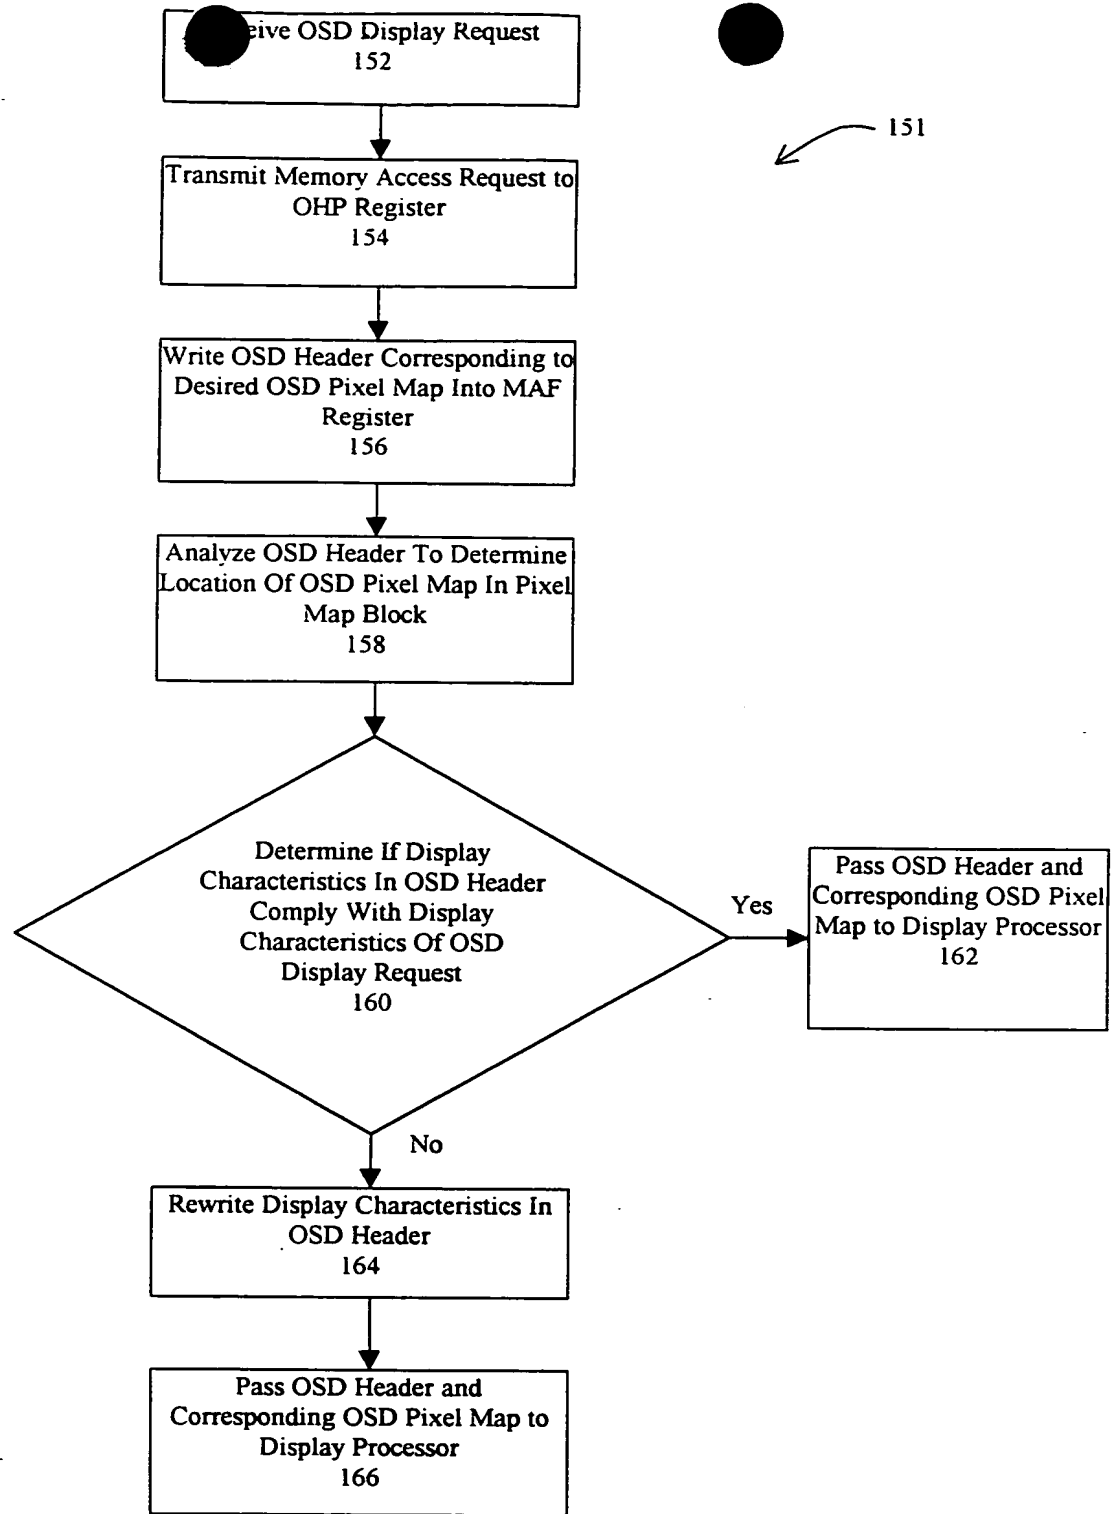 eive OSD Display Request
152
151
Transmit Memory Access Request to
OHP Register
154
Write OSD Header Corresponding to
Desired OSD Pixel Map Into MAF
Register
156
Analyze OSD Header To Determine
Location Of OSD Pixel Map In Pixel
Map Block
158
Determine If Display
Characteristics In OSD Header
Comply With Display
Characteristics Of OSD
Display Request
160
Yes
Pass OSD Header and
Corresponding OSD Pixel
Map to Display Processor
162
No
Rewrite Display Characteristics In
OSD Header
164
Pass OSD Header and
Corresponding OSD Pixel Map to
Display Processor
166